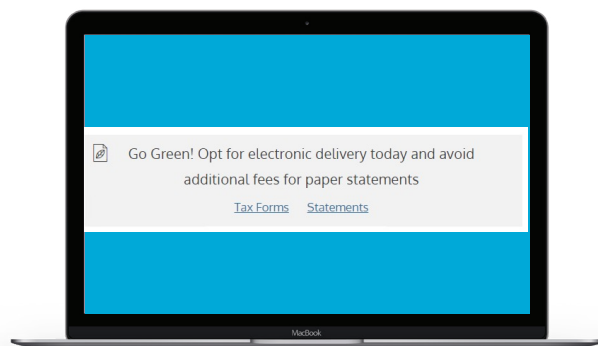 Go Green! Opt for electronic delivery today and avoid
additional fees for paper statements
Tax Forms Statements
MacBook